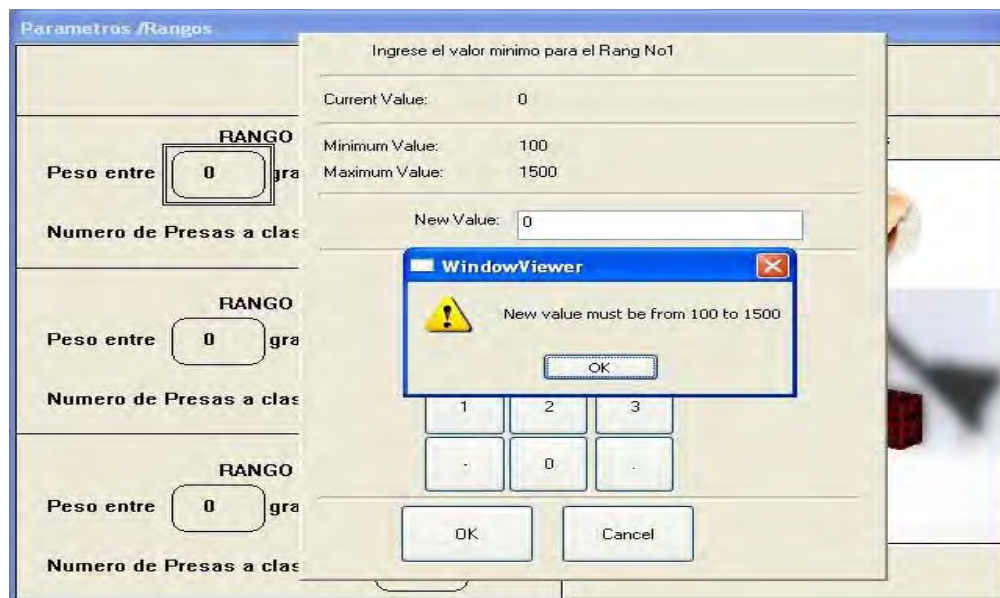 Parametros /Rangos
Ingrese el valor minimo para el Rang No1
Current Value: 0
Minimum Value: 100
Maximum Value: 1500
New Value: 0
WindowViewer
New value must be from 100 to 1500
OK
1 2 3
- 0 .
OK Cancel
RANGO
Peso entre 0 gra
Numero de Presas a clas
RANGO
Peso entre 0 gra
Numero de Presas a clas
RANGO
Peso entre 0 gra
Numero de Presas a clas